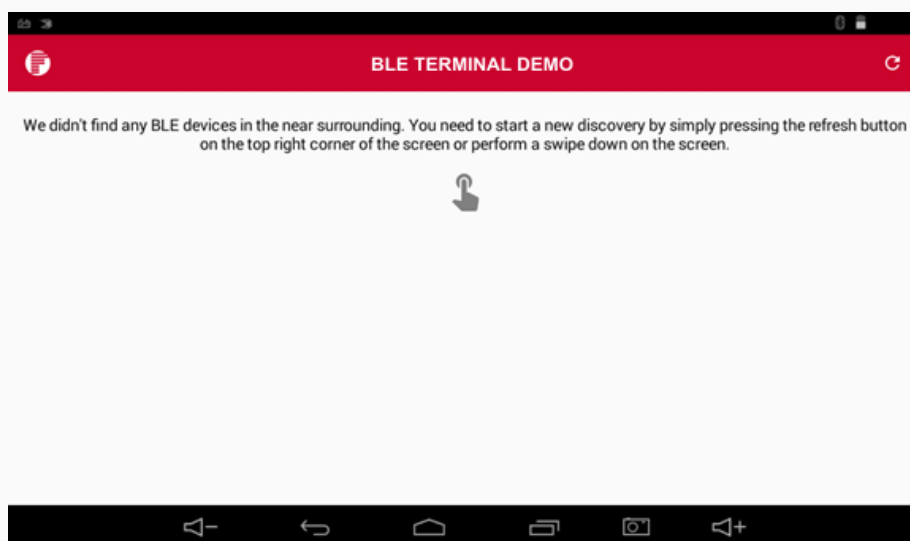 BLE TERMINAL DEMO
We didn't find any BLE devices in the near surrounding. You need to start a new discovery by simply pressing the refresh button
on the top right corner of the screen or perform a swipe down on the screen.